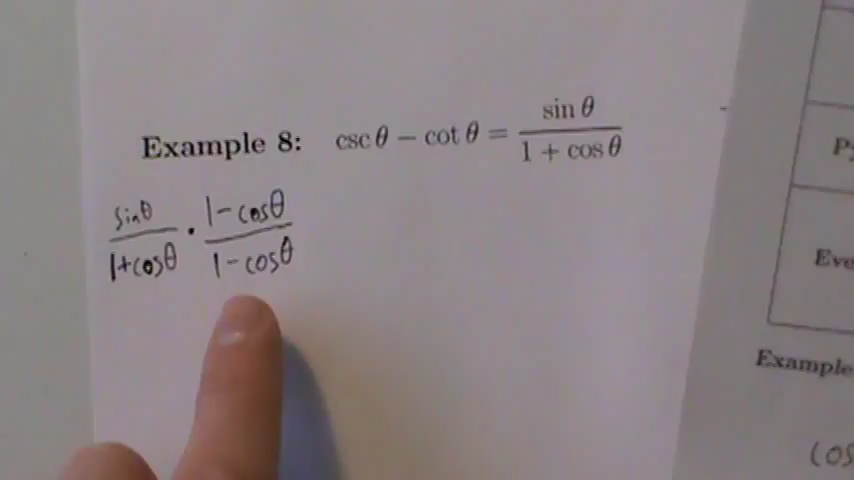 Example 8: csc θ − cot θ = sin θ / 1 + cos θ
sinθ / 1+cosθ · 1−cosθ / 1−cosθ
Eve
Example
cos